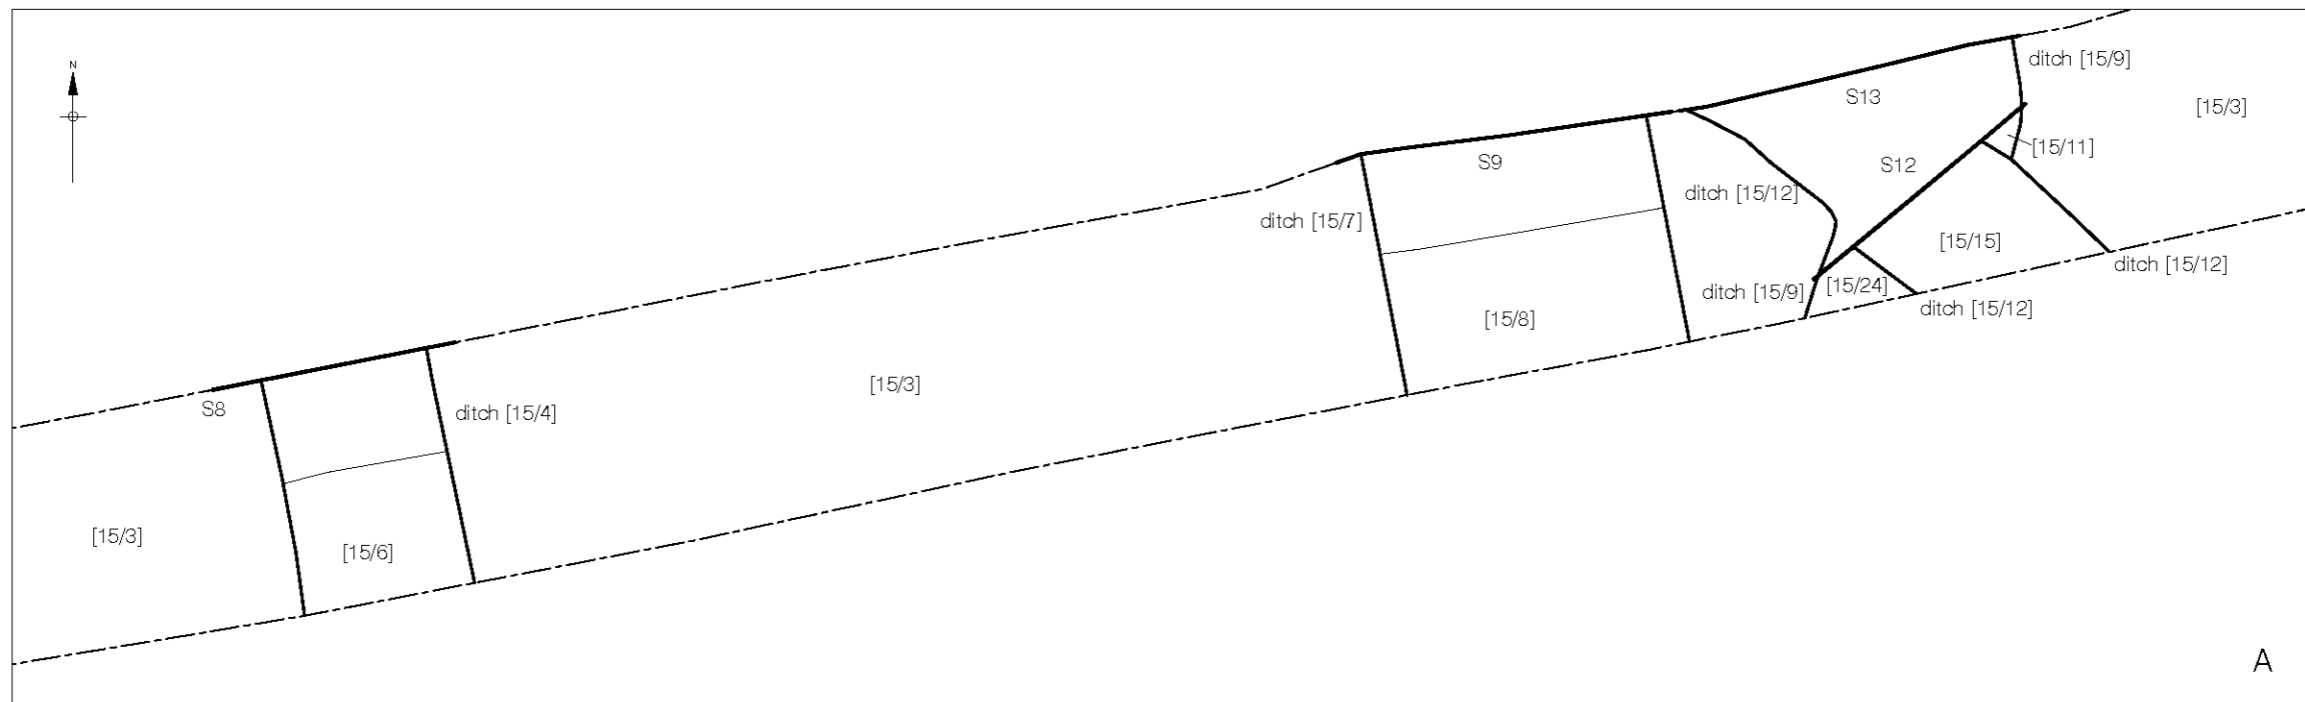 N
ditch [15/9]
S13
[15/3]
[15/11]
S9
S12
ditch [15/12]
ditch [15/7]
[15/15]
ditch [15/12]
[15/24]
ditch [15/9]
ditch [15/12]
[15/8]
[15/3]
S8
ditch [15/4]
[15/3]
[15/6]
A